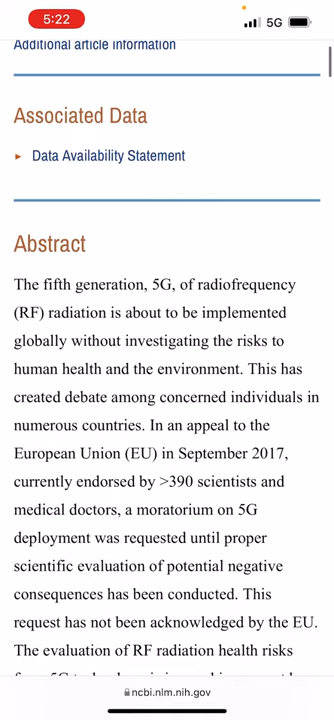 5:22
5G
Additional article information
Associated Data
Data Availability Statement
Abstract
The fifth generation, 5G, of radiofrequency
(RF) radiation is about to be implemented
globally without investigating the risks to
human health and the environment. This has
created debate among concerned individuals in
numerous countries. In an appeal to the
European Union (EU) in September 2017,
currently endorsed by >390 scientists and
medical doctors, a moratorium on 5G
deployment was requested until proper
scientific evaluation of potential negative
consequences has been conducted. This
request has not been acknowledged by the EU.
The evaluation of RF radiation health risks
ncbi.nlm.nih.gov